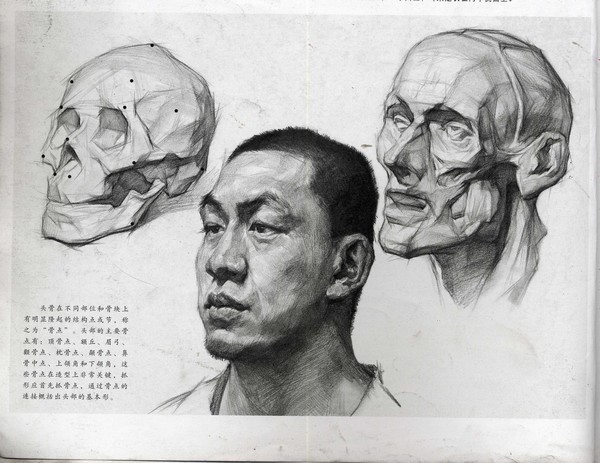 头骨在不同部位和骨块上
有明显隆起的结构点或节，称
之为“骨点”。头部的主要骨
点有：顶骨点、额丘、眉弓、
颧骨点、枕骨点、颞骨点、鼻
骨中点、上颌角和下颌角，这
些骨点在造型上非常关键，抓
形应首先抓骨点，通过骨点的
连接概括出头部的基本形。